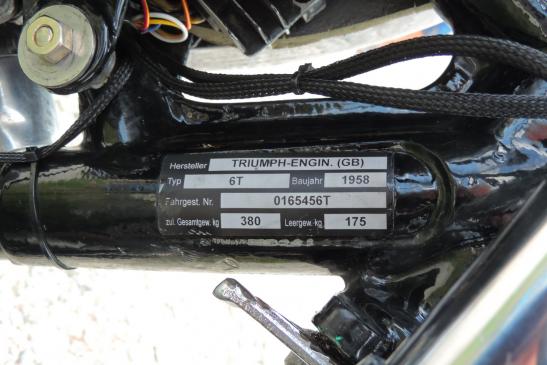 Hersteller TRIUMPH-ENGIN. (GB)
Typ 6T Baujahr 1958
Fahrgest. Nr. 0165456T
zul. Gesamtgew. kg 380 Leergew.-kg 175